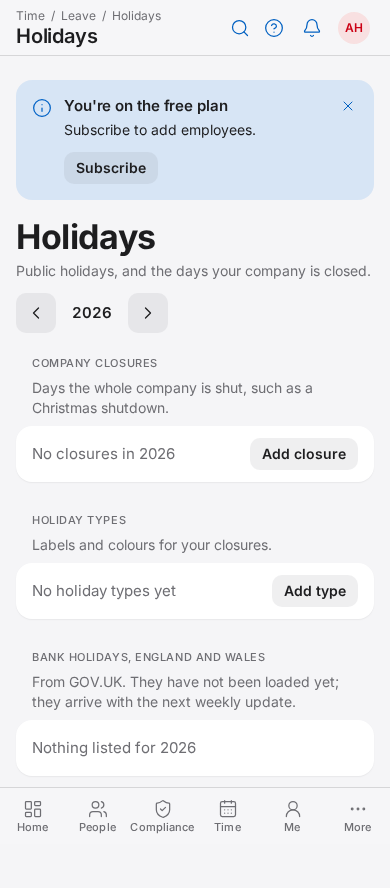 Time / Leave / Holidays
Holidays
AH
You're on the free plan
Subscribe to add employees.
Subscribe
Holidays
Public holidays, and the days your company is closed.
2026
COMPANY CLOSURES
Days the whole company is shut, such as a
Christmas shutdown.
No closures in 2026
Add closure
HOLIDAY TYPES
Labels and colours for your closures.
No holiday types yet
Add type
BANK HOLIDAYS, ENGLAND AND WALES
From GOV.UK. They have not been loaded yet;
they arrive with the next weekly update.
Nothing listed for 2026
Home People Compliance Time Me More